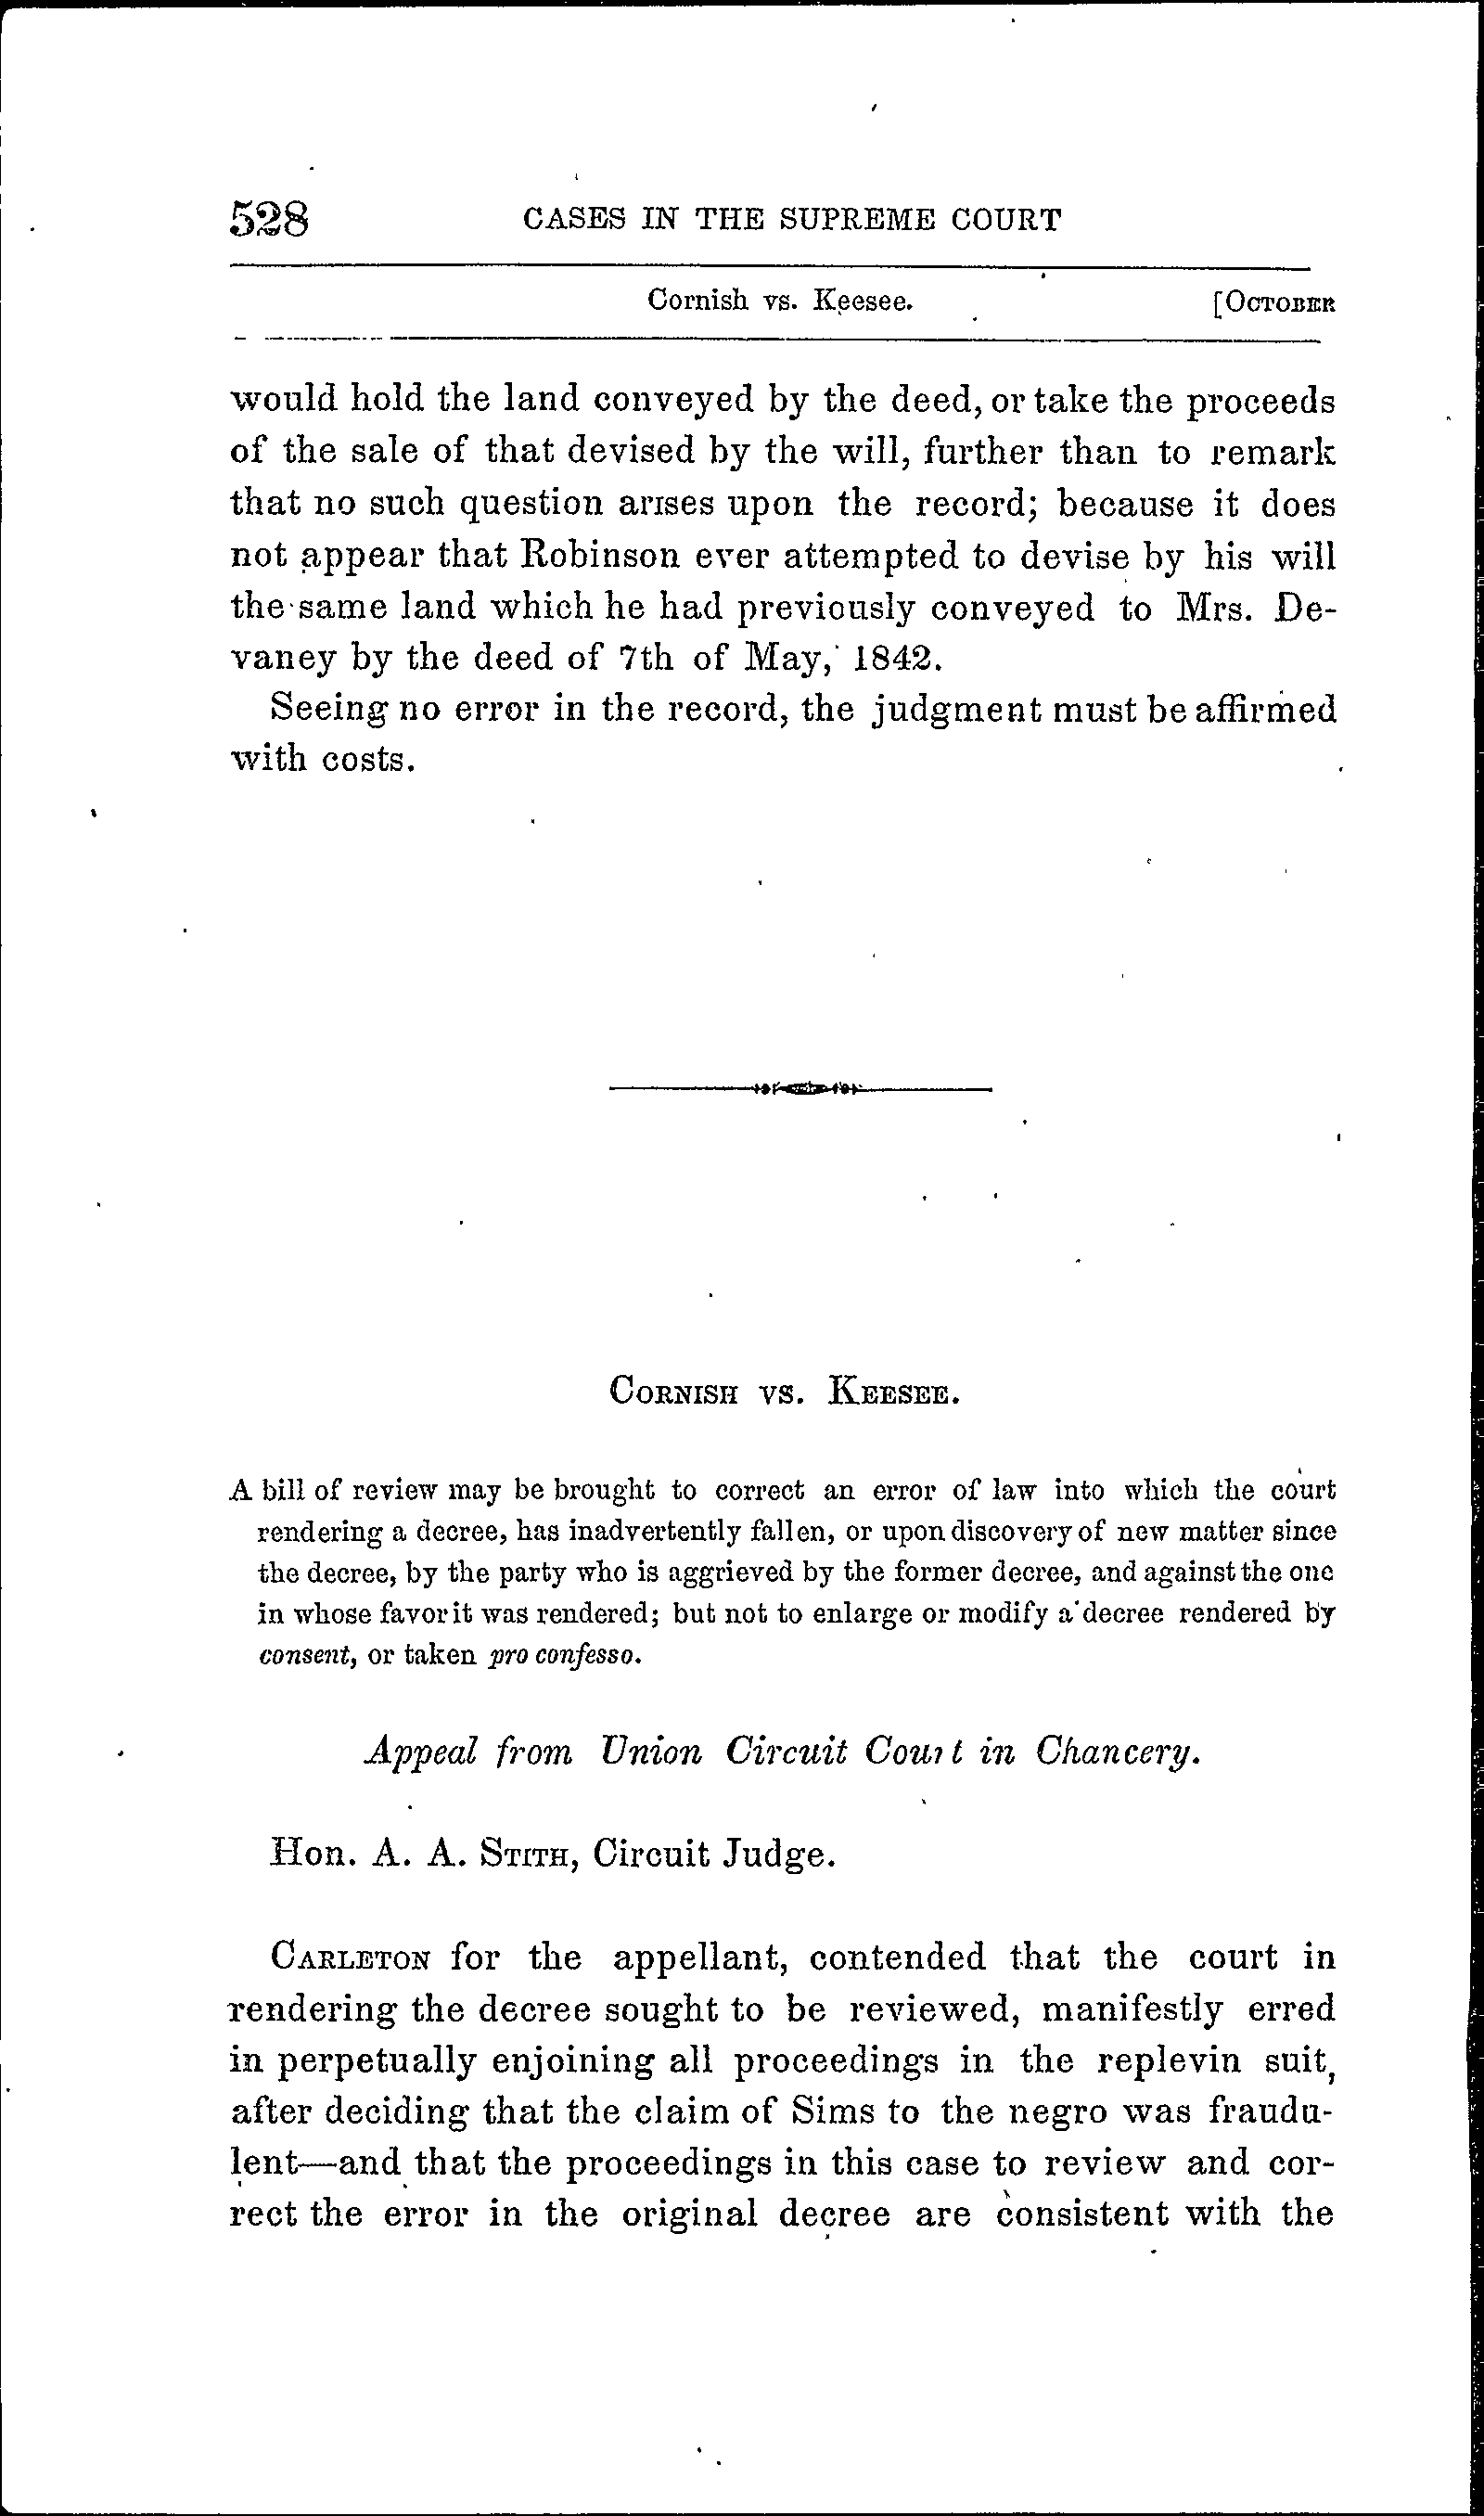 528 CASES IN THE SUPREME COURT
Cornish vs. Keesee. [OCTOBER
would hold the land conveyed by the deed, or take the proceeds
of the sale of that devised by the will, further than to remark
that no such question arises upon the record; because it does
not appear that Robinson ever attempted to devise by his will
the same land which he had previously conveyed to Mrs. De-
vaney by the deed of 7th of May, 1842.
Seeing no error in the record, the judgment must be affirmed
with costs.
CORNISH VS. KEESEE.
A bill of review may be brought to correct an error of law into which the court
rendering a decree, has inadvertently fallen, or upon discovery of new matter since
the decree, by the party who is aggrieved by the former decree, and against the one
in whose favor it was rendered; but not to enlarge or modify a decree rendered by
consent, or taken pro confesso.
Appeal from Union Circuit Court in Chancery.
Hon. A. A. STITH, Circuit Judge.
CARLETON for the appellant, contended that the court in
rendering the decree sought to be reviewed, manifestly erred
in perpetually enjoining all proceedings in the replevin suit,
after deciding that the claim of Sims to the negro was fraudu-
lent—and that the proceedings in this case to review and cor-
rect the error in the original decree are consistent with the